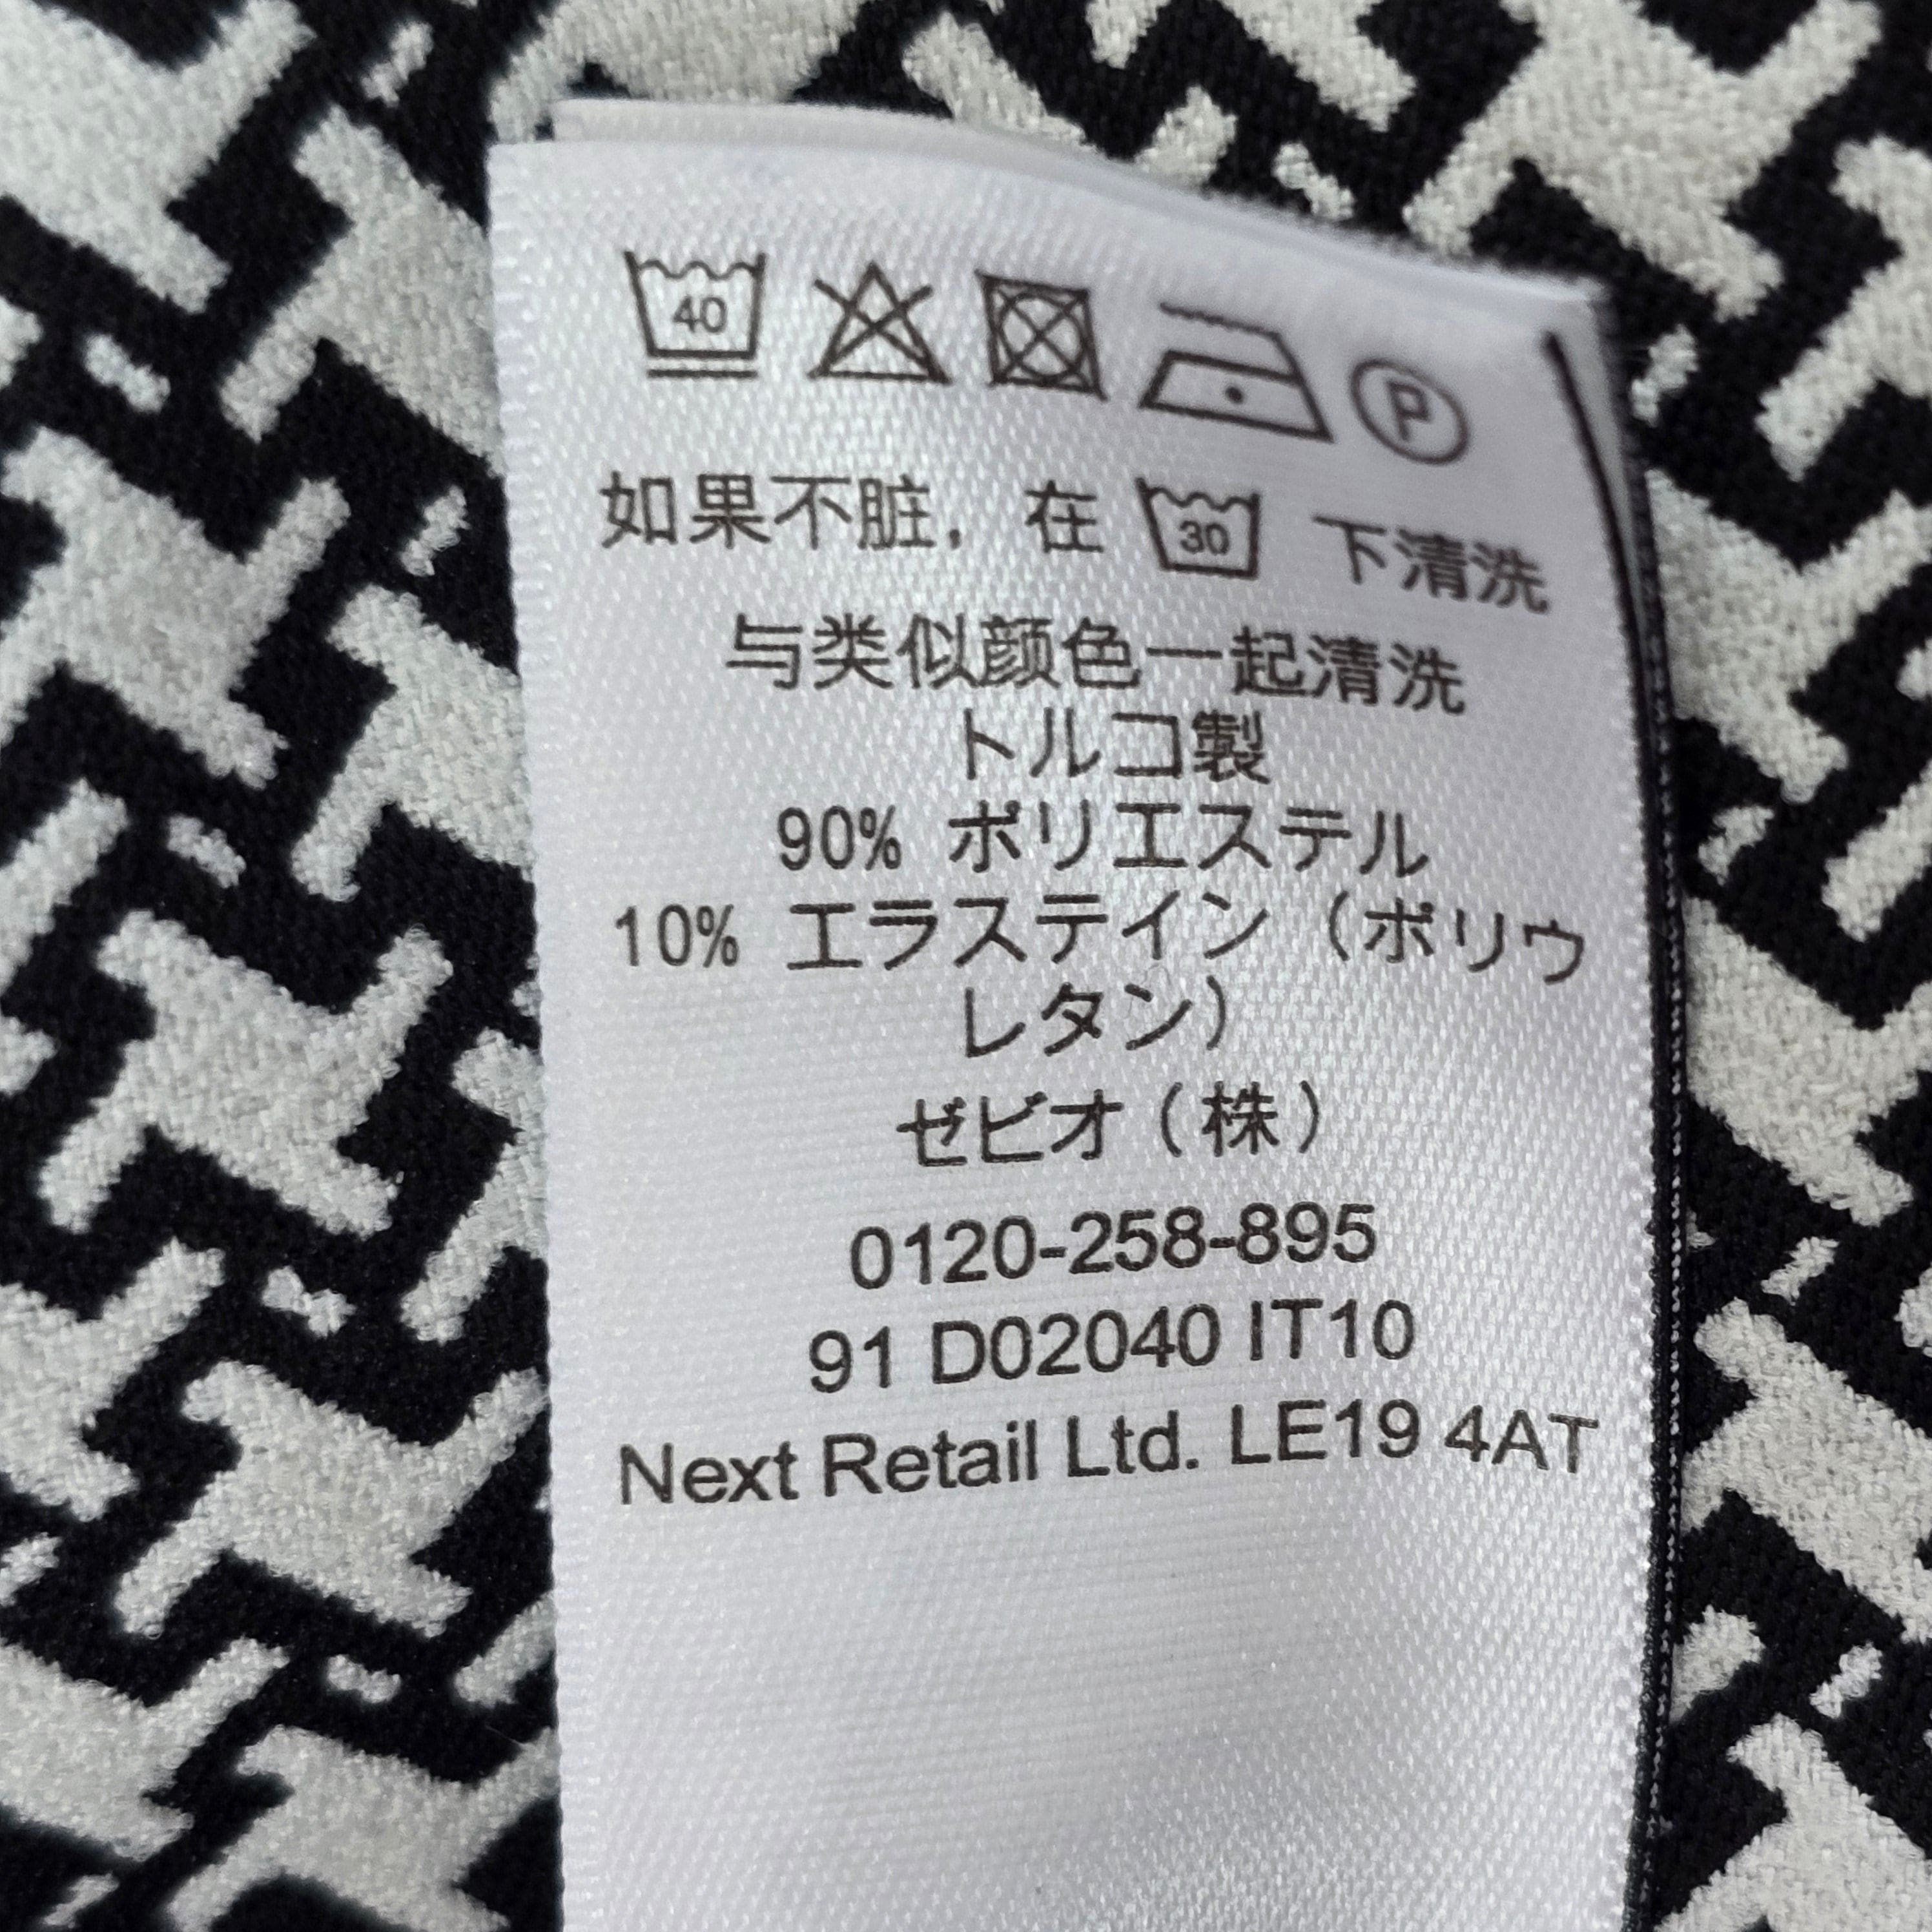 40 P
如果不脏，在 30 下清洗
与类似颜色一起清洗
トルコ製
90% ポリエステル
10% エラステイン（ポリウ
レタン）
ゼビオ（株）
0120-258-895
91 D02040 IT10
Next Retail Ltd. LE19 4AT